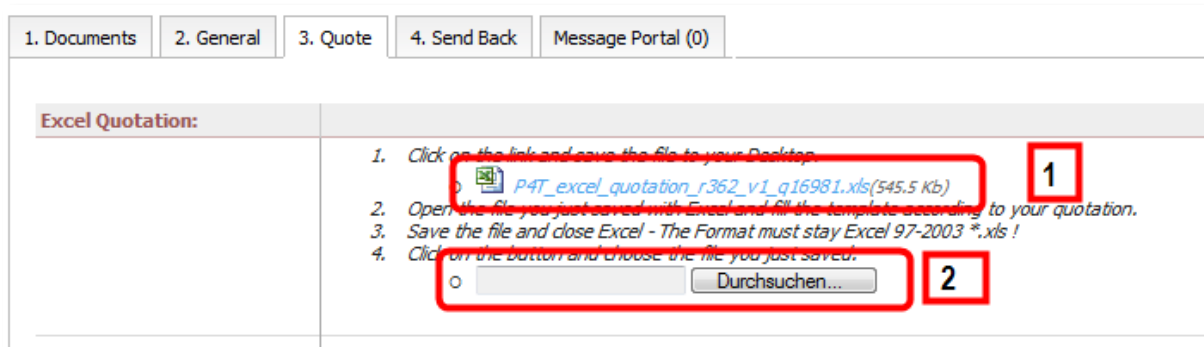 1. Documents 2. General 3. Quote 4. Send Back Message Portal (0)
Excel Quotation:
1. Click on the link and save the file to your Desktop.
o P4T_excel_quotation_r362_v1_q16981.xls(545.5 Kb)
1
2. Open the file you just saved with Excel and fill the template according to your quotation.
3. Save the file and close Excel - The Format must stay Excel 97-2003 *.xls !
4. Click on the button and choose the file you just saved.
o Durchsuchen...
2